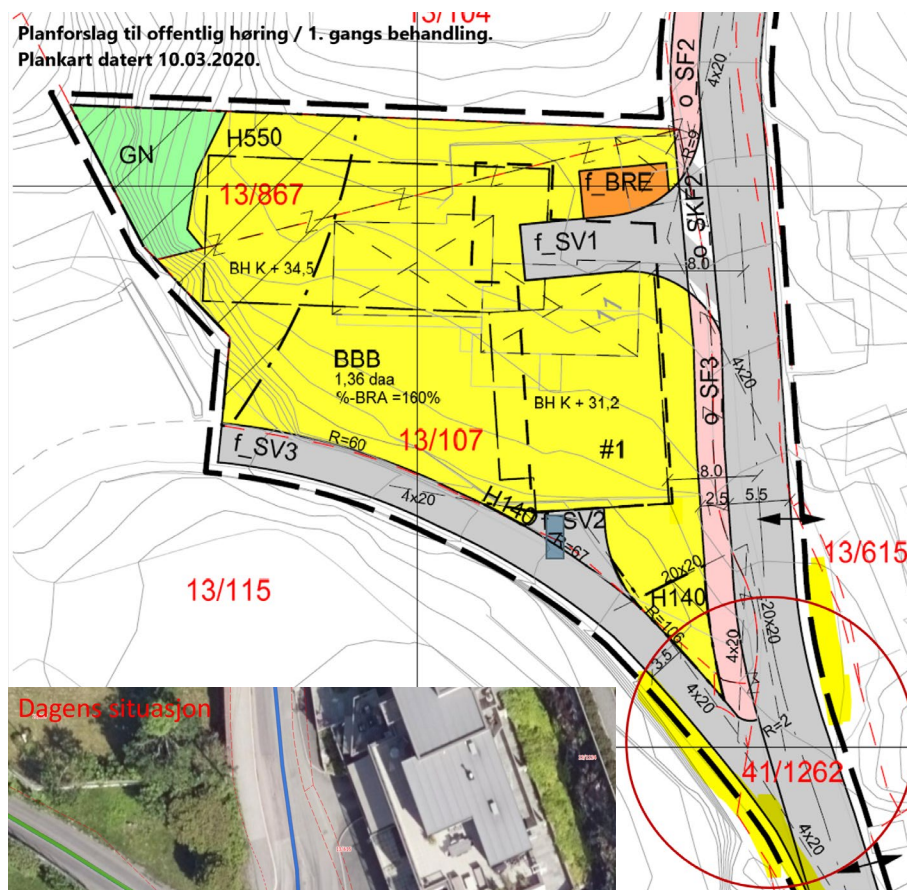 13/104
Planforslag til offentlig høring / 1. gangs behandling.
Plankart datert 10.03.2020.
o_SF2
4x20
R=9
GN
H550
f_BRE
13/867
o_SKF2
f_SV1
8.0
BH K + 34,5
11
4x20
BBB
1,36 daa
%-BRA =160%
o_SF3
BH K + 31,2
13/107
#1
R=60
f_SV3
8.0
4x20
H140
2.5
5.5
f_SV2
R=67
13/615
20x20
13/115
H140
R=106
20x20
4x20
3.5
4x20
R=2
Dagens situasjon
41/1262
4x20
4x20